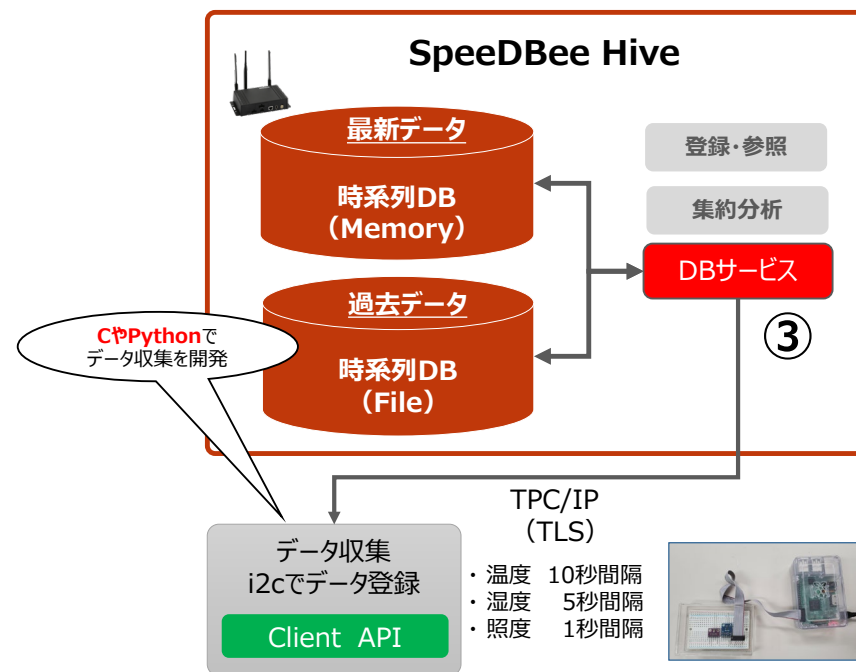 SpeeDBee Hive
最新データ
時系列DB
（Memory）
登録・参照
集約分析
DBサービス
③
過去データ
時系列DB
（File）
CやPythonで
データ収集を開発
TPC/IP
（TLS）
データ収集
i2cでデータ登録
Client API
・温度 10秒間隔
・湿度 5秒間隔
・照度 1秒間隔